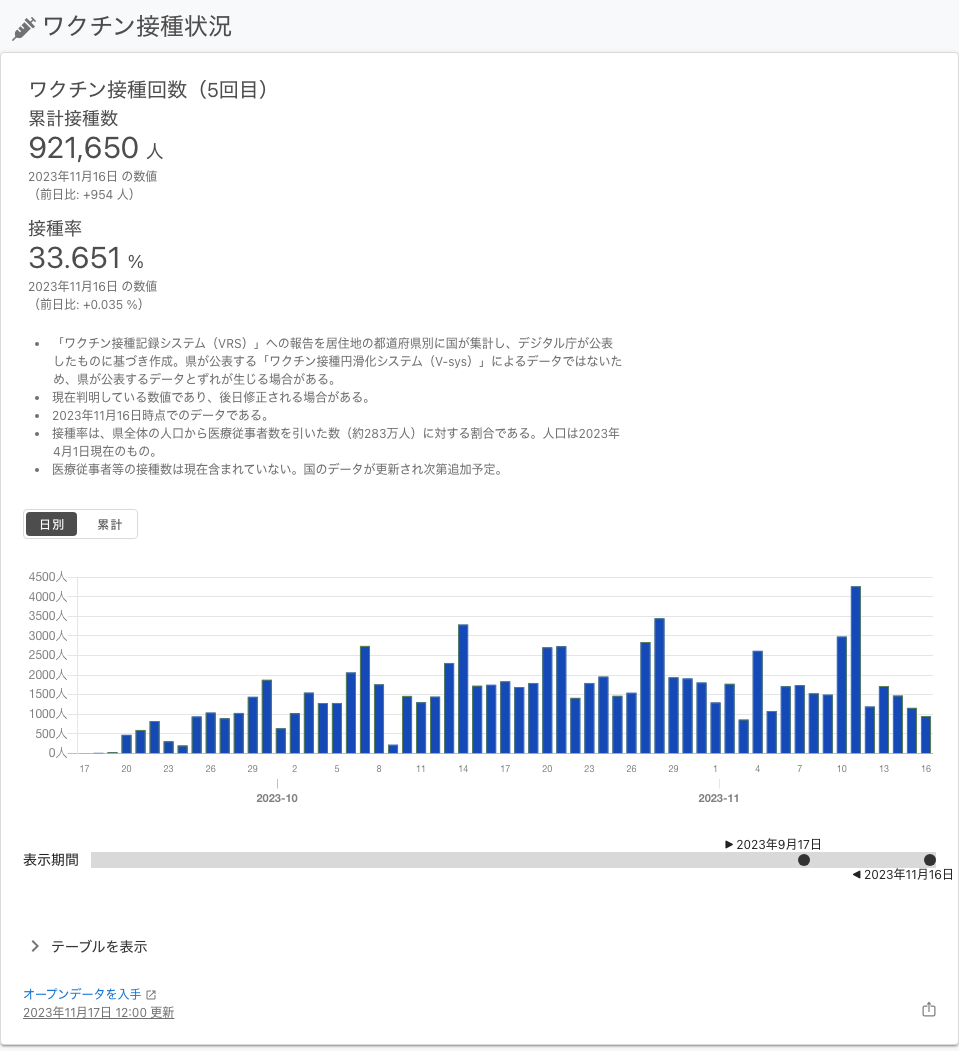 ワクチン接種状況
ワクチン接種回数（5回目）
累計接種数
921,650 人
2023年11月16日 の数値
（前日比: +954 人）
接種率
33.651 %
2023年11月16日 の数値
（前日比: +0.035 %）
• 「ワクチン接種記録システム（VRS）」への報告を居住地の都道府県別に国が集計し、デジタル庁が公表
したものに基づき作成。県が公表する「ワクチン接種円滑化システム（V-sys）」によるデータではないた
め、県が公表するデータとずれが生じる場合がある。
• 現在判明している数値であり、後日修正される場合がある。
• 2023年11月16日時点でのデータである。
• 接種率は、県全体の人口から医療従事者数を引いた数（約283万人）に対する割合である。人口は2023年
4月1日現在のもの。
• 医療従事者等の接種数は現在含まれていない。国のデータが更新され次第追加予定。
日別 累計
4500人
4000人
3500人
3000人
2500人
2000人
1500人
1000人
500人
0人
17 20 23 26 29 2 5 8 11 14 17 20 23 26 29 1 4 7 10 13 16
2023-10 2023-11
▶ 2023年9月17日
表示期間
◀ 2023年11月16日
テーブルを表示
オープンデータを入手
2023年11月17日 12:00 更新